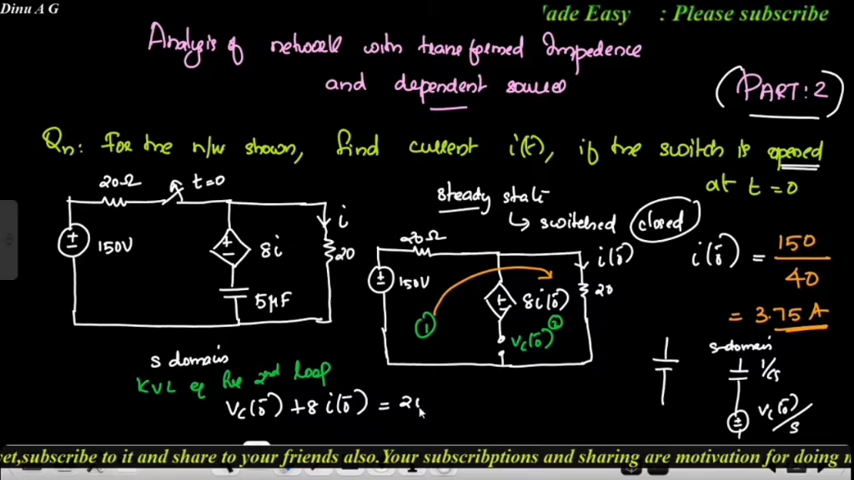 Dinu A G
ade Easy : Please subscribe
Analysis of network with transformed Impedence
and dependent source
(PART:2)
Qn: For the n/w shown, find current i(t), if the switch is opened
at t=0
20Ω t=0
150V
8i
5μF
i
20
steady state
↳ switched closed
20Ω
150V
8i(0̄)
Vc(0̄)
i(0̄)
20
①
②
i(0̄) = 150/40
= 3.75 A
s domain
KVL eq 2nd loop
Vc(0̄) + 8 i(0̄) = 20
s-domain
1/cs
Vc(0̄)/s
et,subscribe to it and share to your friends also.Your subscribptions and sharing are motivation for doing